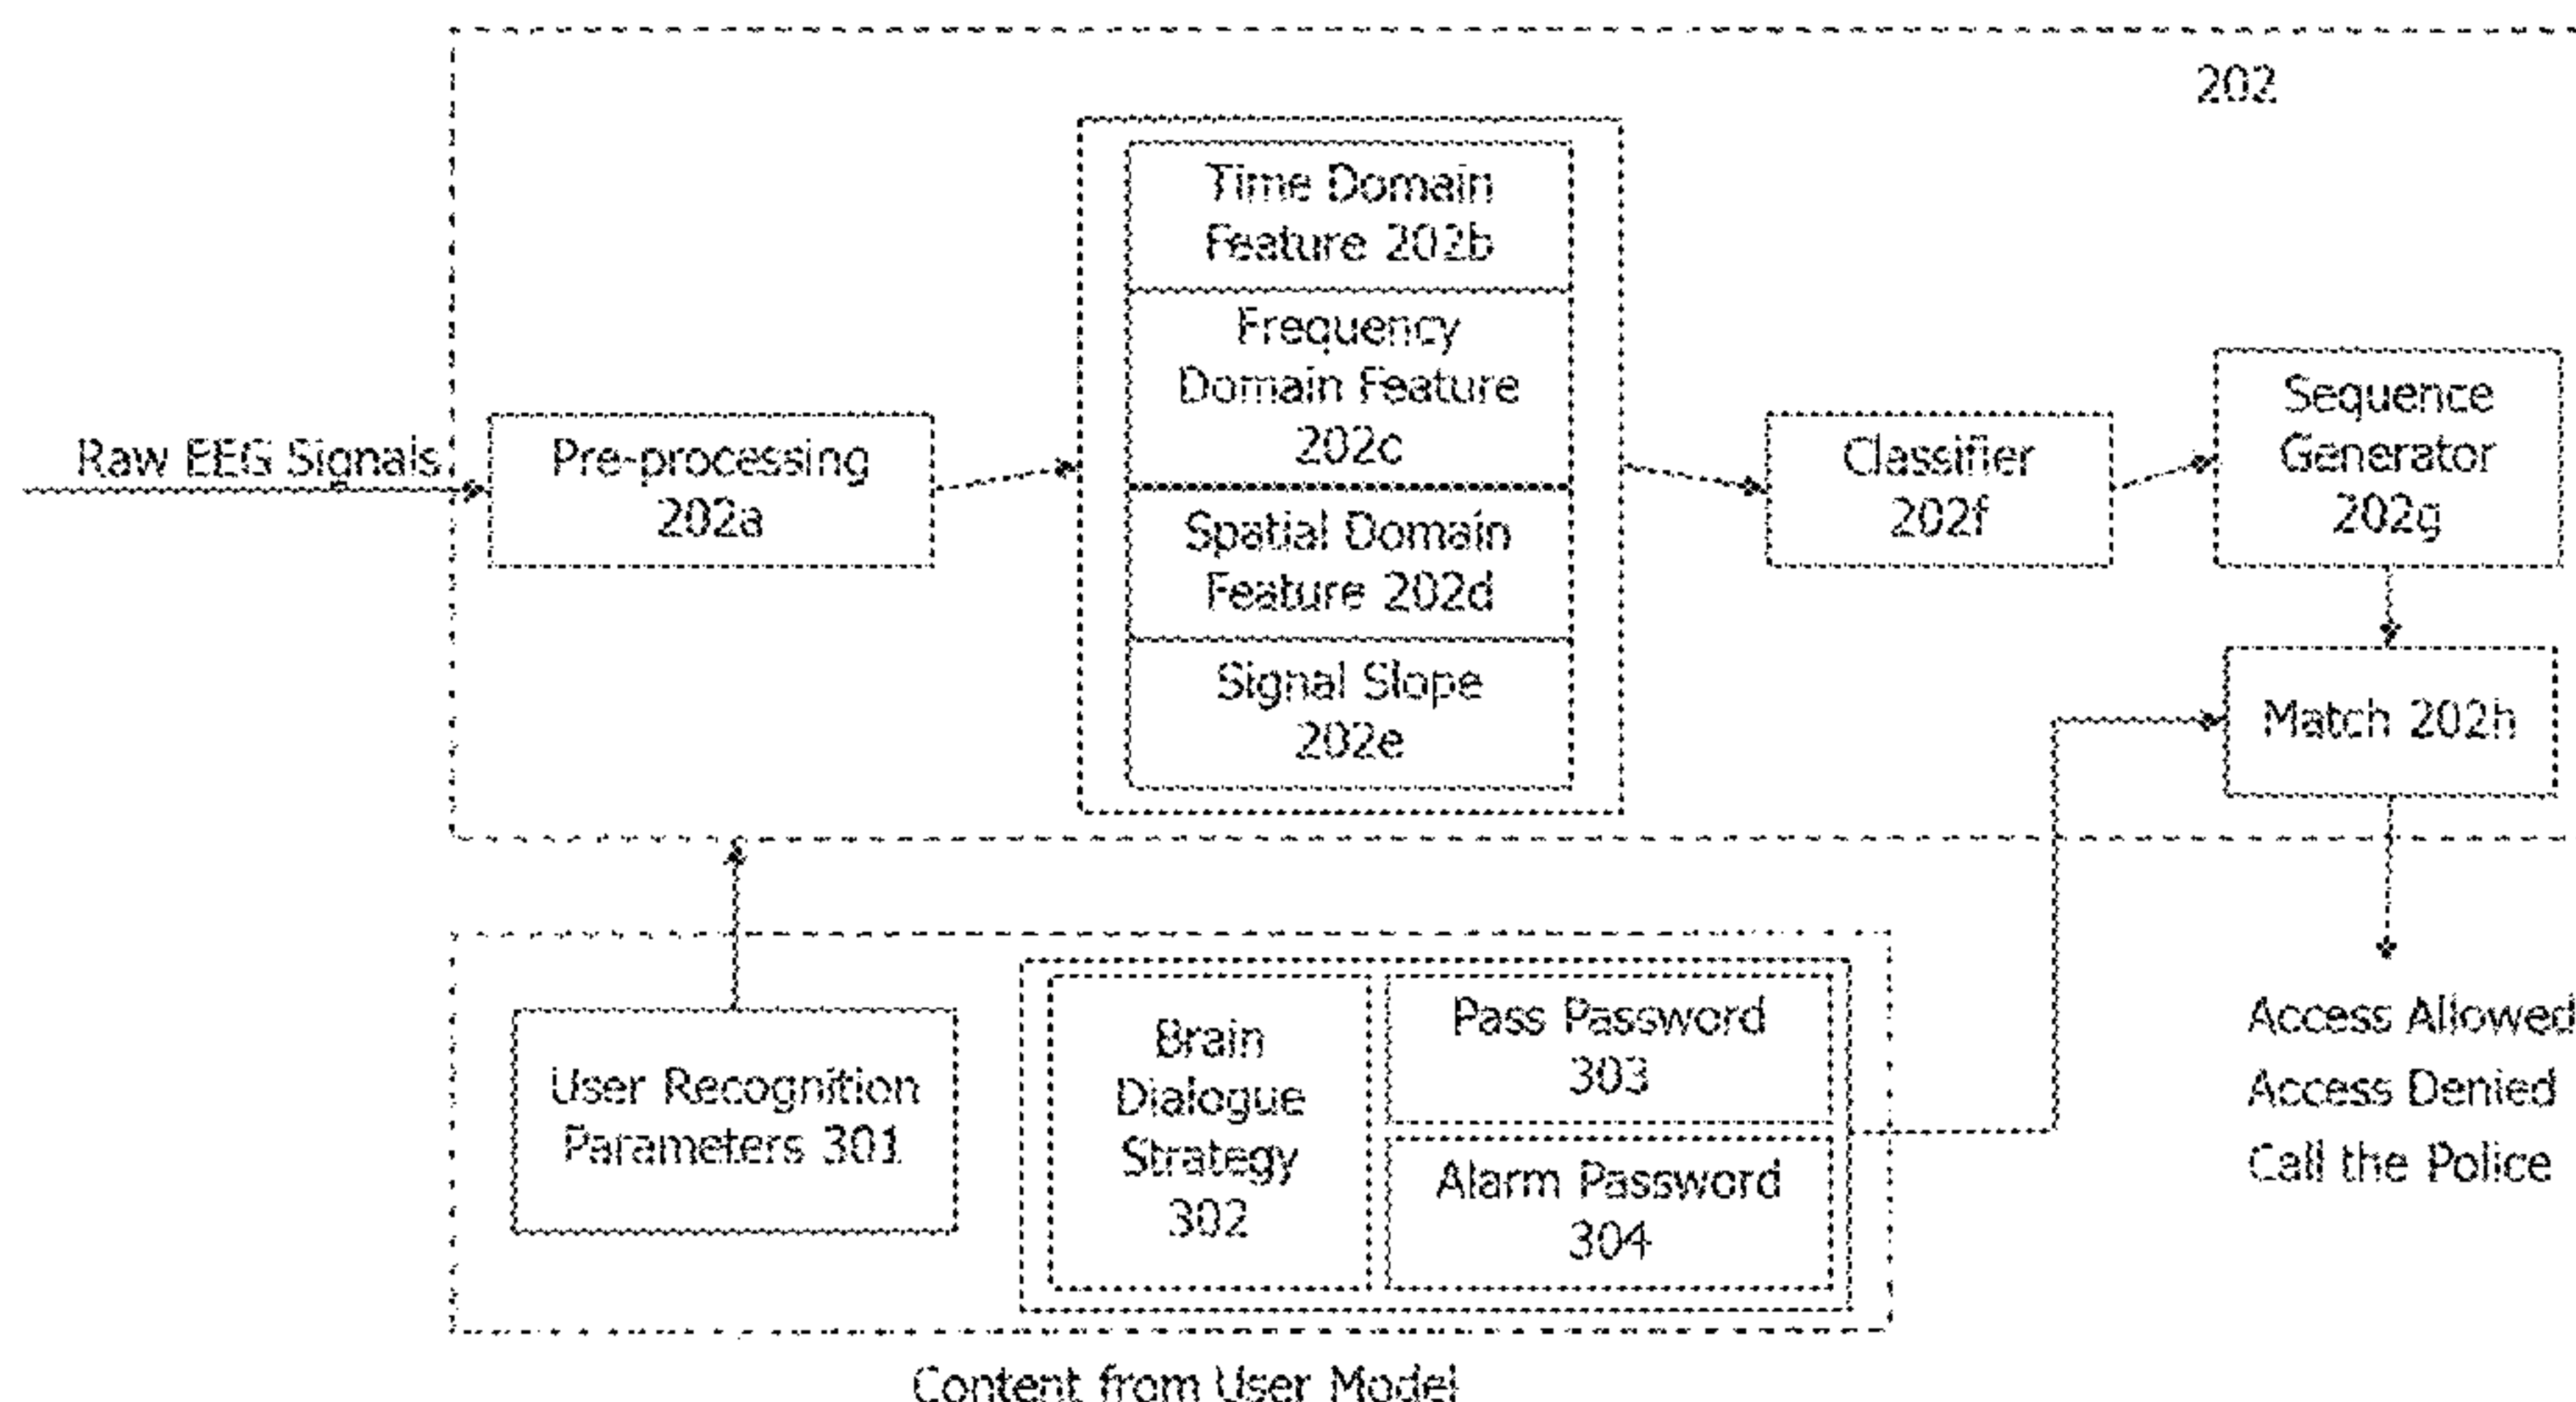 202
Time Domain
Feature 202b
Frequency
Domain Feature
202c
Spatial Domain
Feature 202d
Signal Slope
202e
Raw EEG Signals
Pre-processing
202a
Classifier
202f
Sequence
Generator
202g
Match 202h
User Recognition
Parameters 301
Brain
Dialogue
Strategy
302
Pass Password
303
Alarm Password
304
Access Allowed
Access Denied
Call the Police
Content from User Model